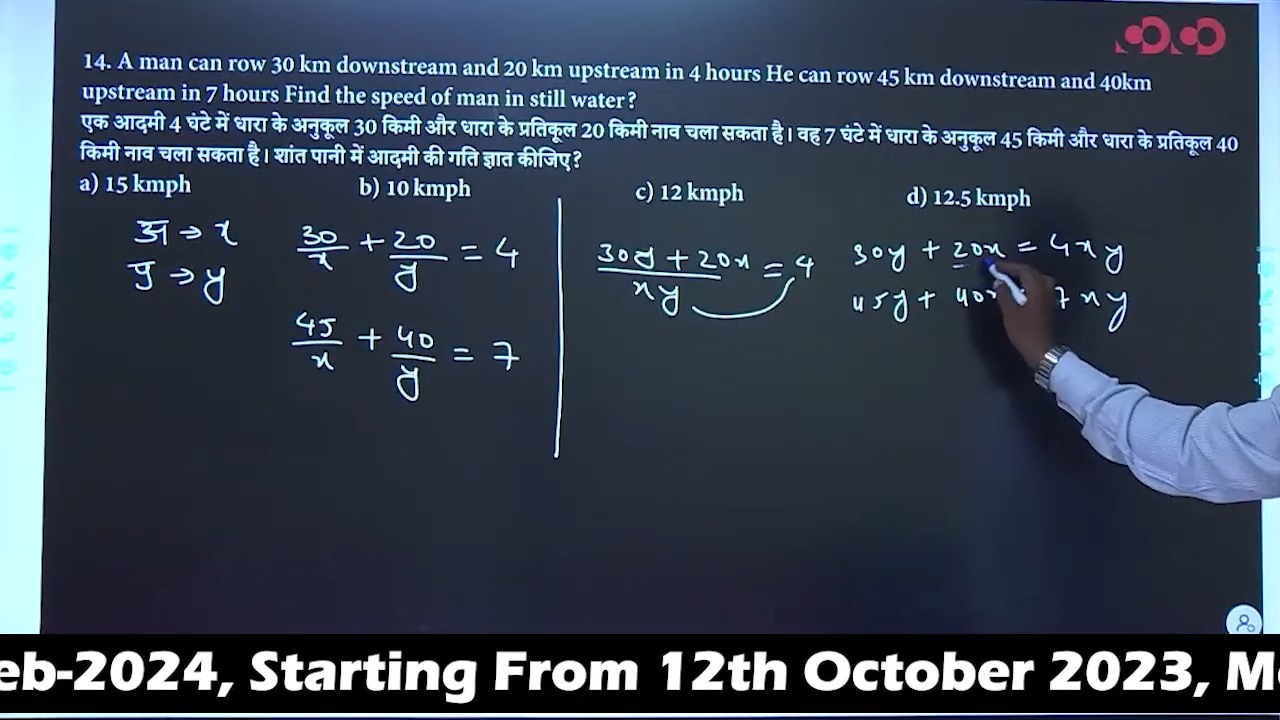 14. A man can row 30 km downstream and 20 km upstream in 4 hours He can row 45 km downstream and 40km
upstream in 7 hours Find the speed of man in still water?
एक आदमी 4 घंटे में धारा के अनुकूल 30 किमी और धारा के प्रतिकूल 20 किमी नाव चला सकता है। वह 7 घंटे में धारा के अनुकूल 45 किमी और धारा के प्रतिकूल 40
किमी नाव चला सकता है। शांत पानी में आदमी की गति ज्ञात कीजिए?
a) 15 kmph b) 10 kmph c) 12 kmph d) 12.5 kmph
अ → x
प्र → y
30/x + 20/y = 4
45/x + 40/y = 7
30y + 20x / xy = 4
30y + 20x = 4xy
45y + 40x 7xy
eb-2024, Starting From 12th October 2023, M